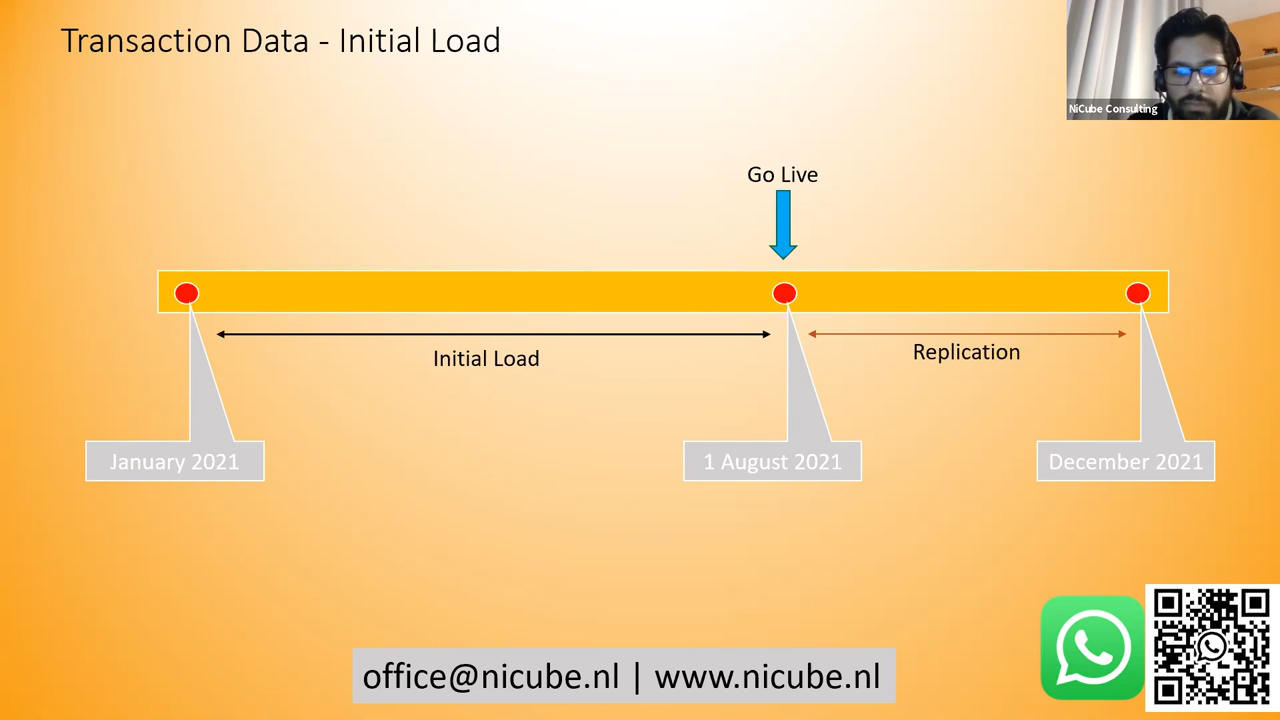 Transaction Data - Initial Load
NiCube Consulting
Go Live
Initial Load
Replication
January 2021
1 August 2021
December 2021
office@nicube.nl | www.nicube.nl